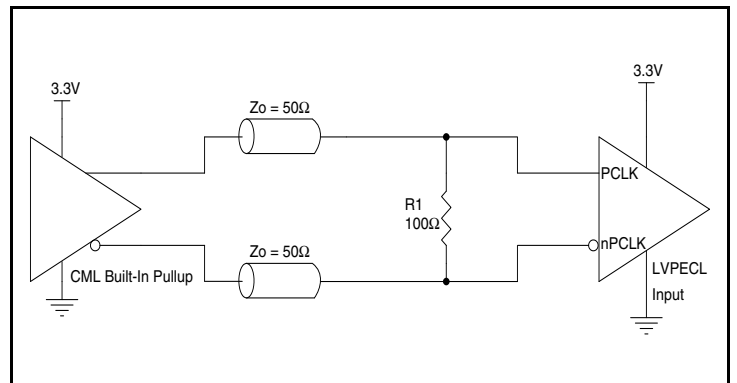 3.3V
3.3V
Zo = 50Ω
PCLK
R1
100Ω
nPCLK
Zo = 50Ω
CML Built-In Pullup
LVPECL
Input